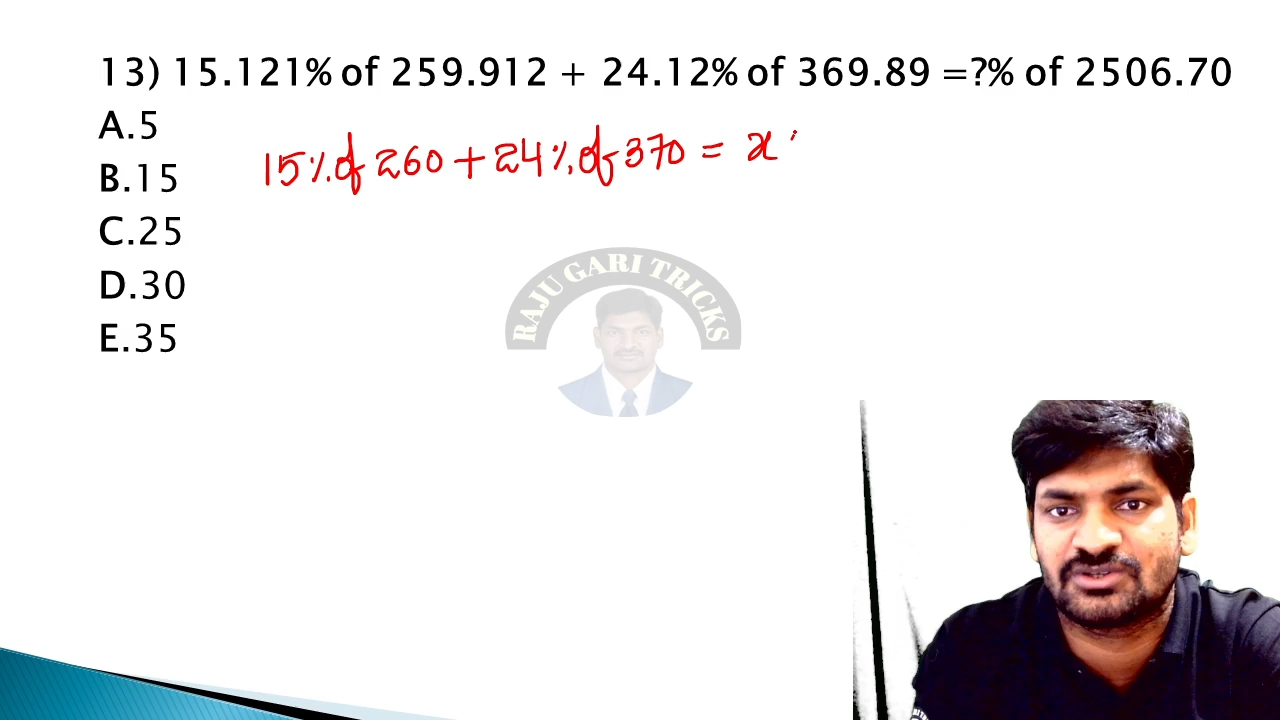 13) 15.121% of 259.912 + 24.12% of 369.89 =?% of 2506.70
A.5
15% of 260 + 24% of 370 = x
B.15
C.25
D.30
E.35
RAJU GARI TRICKS